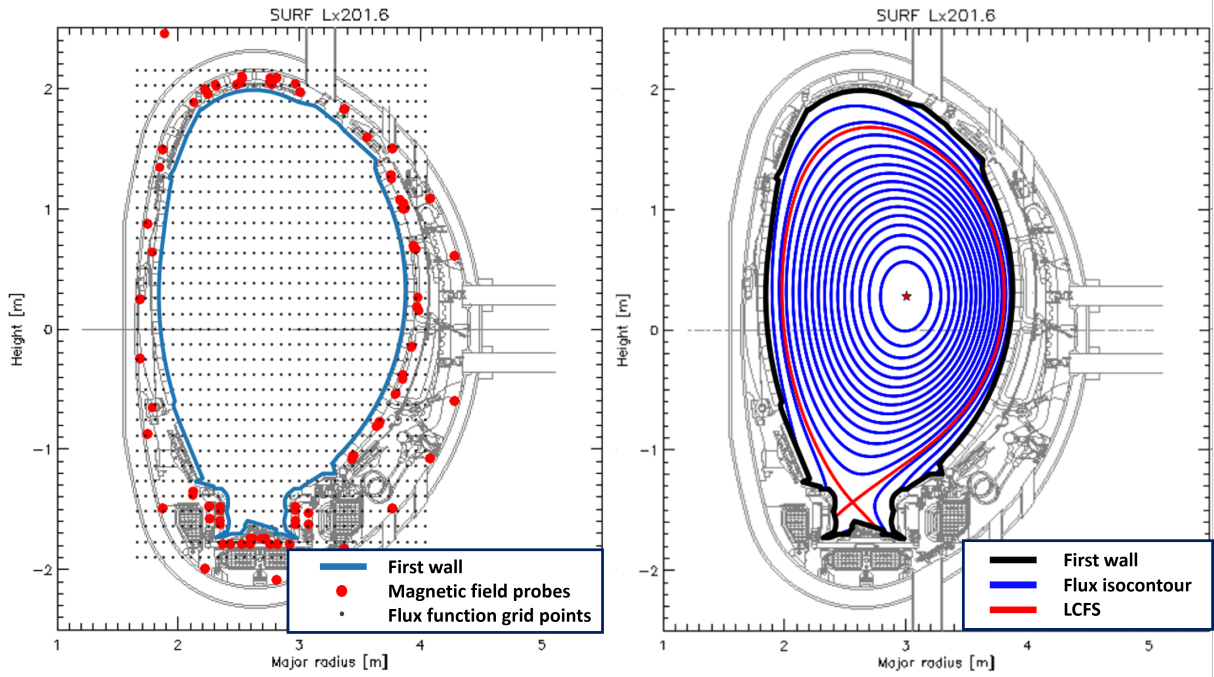 SURF Lx201.6
2
1
0
-1
-2
Height [m]
1
2
3
4
5
Major radius [m]
First wall
Magnetic field probes
Flux function grid points
SURF Lx201.6
2
1
0
-1
-2
Height [m]
1
2
3
4
5
Major radius [m]
First wall
Flux isocontour
LCFS